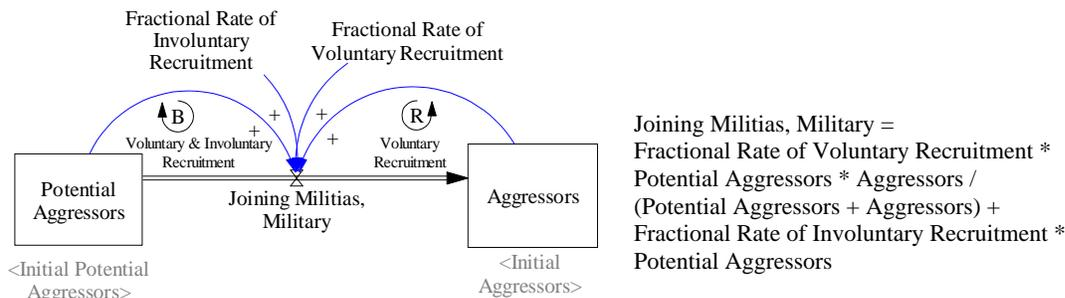 Fractional Rate of
Involuntary
Recruitment
Fractional Rate of
Voluntary Recruitment
B
R
+
+
+
+
Voluntary & Involuntary
Recruitment
Voluntary
Recruitment
Potential
Aggressors
Joining Militias,
Military
Aggressors
<Initial Potential
Aggressors>
<Initial
Aggressors>
Joining Militias, Military =
Fractional Rate of Voluntary Recruitment *
Potential Aggressors * Aggressors /
(Potential Aggressors + Aggressors) +
Fractional Rate of Involuntary Recruitment *
Potential Aggressors